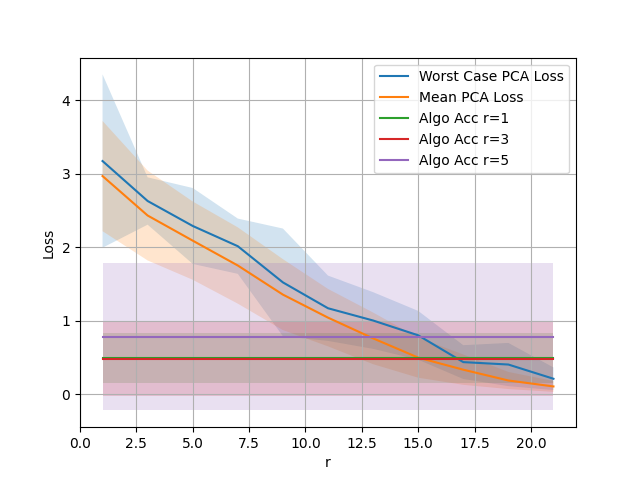 Worst Case PCA Loss
Mean PCA Loss
Algo Acc r=1
Algo Acc r=3
Algo Acc r=5
4
3
2
1
0
Loss
0.0 2.5 5.0 7.5 10.0 12.5 15.0 17.5 20.0
r